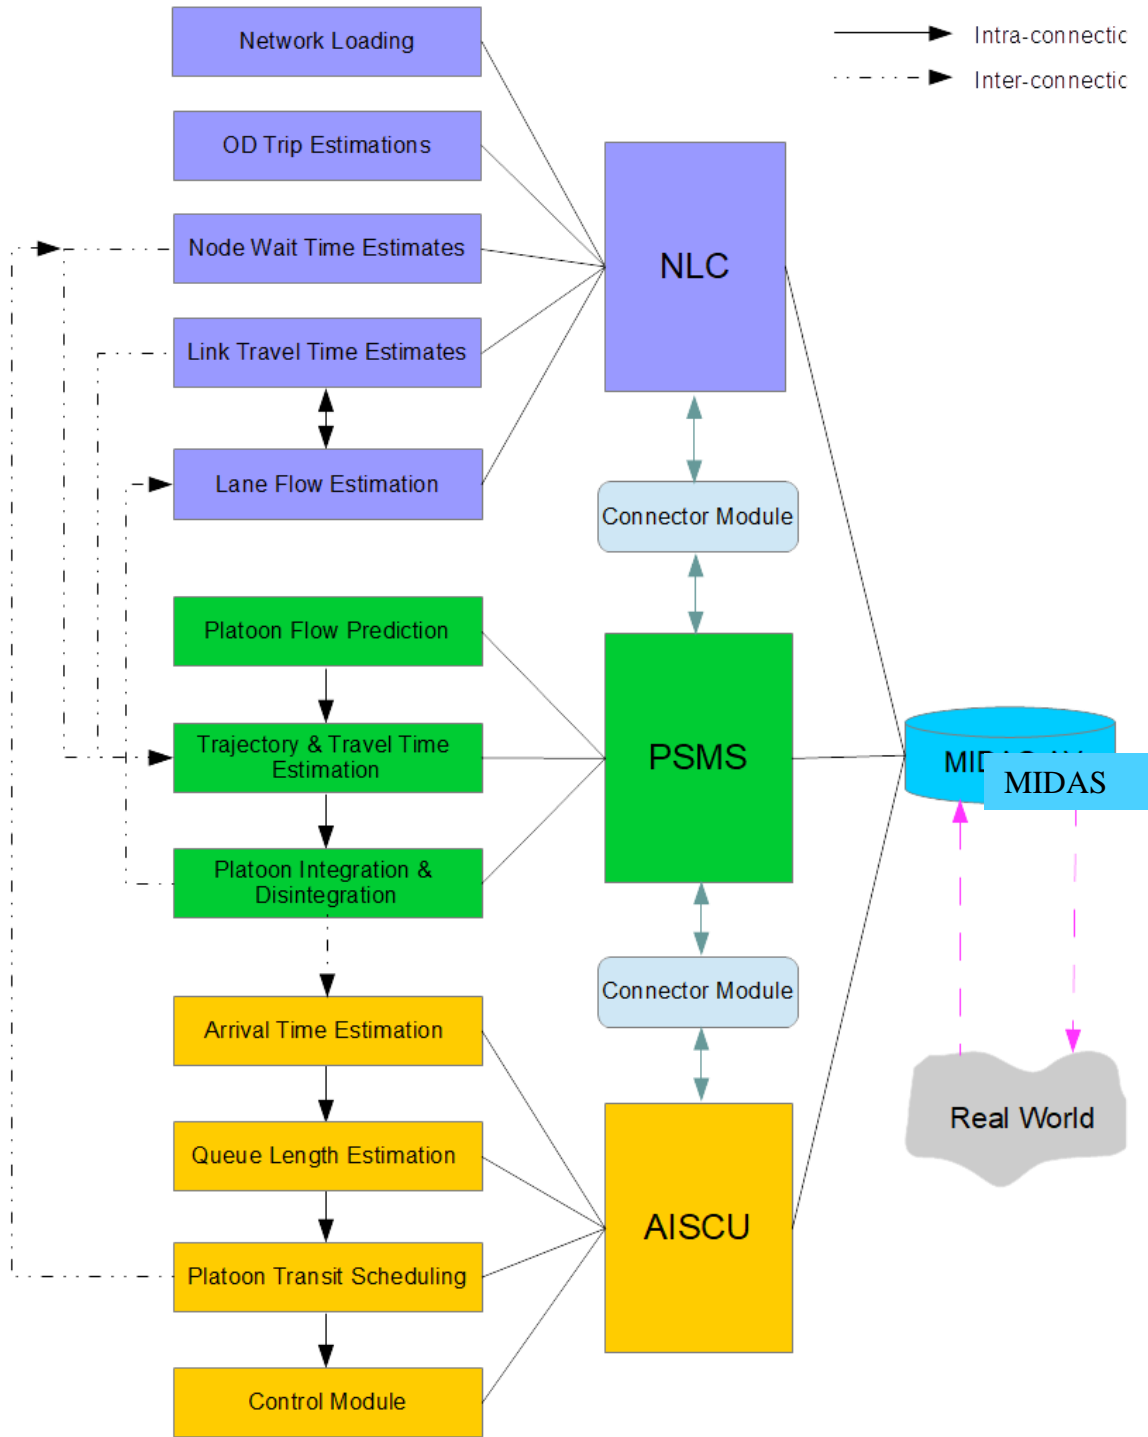 Network Loading
Intra-connectic
Inter-connectic
OD Trip Estimations
Node Wait Time Estimates
NLC
Link Travel Time Estimates
Lane Flow Estimation
Connector Module
Platoon Flow Prediction
Trajectory & Travel Time
Estimation
PSMS
MIDAS
Platoon Integration &
Disintegration
Connector Module
Arrival Time Estimation
Real World
Queue Length Estimation
AISCU
Platoon Transit Scheduling
Control Module